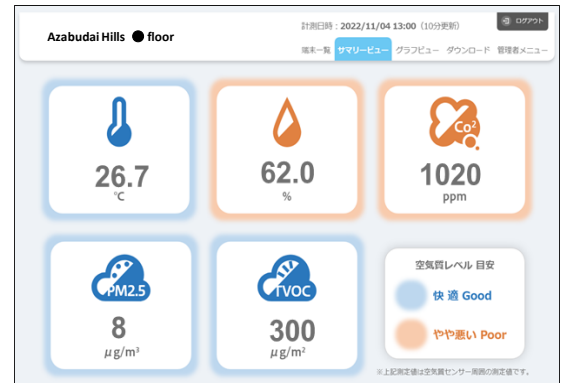 Azabudai Hills ● floor
計測日時：2022/11/04 13:00（10分更新）
ログアウト
端末一覧 サマリービュー グラフビュー ダウンロード 管理者メニュー
26.7
℃
62.0
%
Co²
1020
ppm
PM2.5
8
μg/m³
TVOC
300
μg/m²
空気質レベル 目安
快 適 Good
やや悪い Poor
※上記測定値は空気質センサー周囲の測定値です。